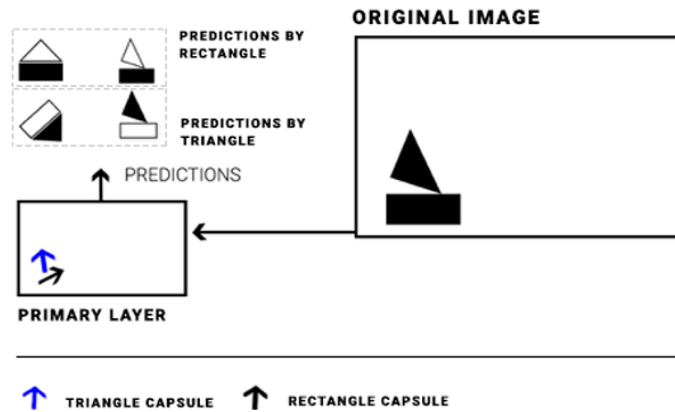 ORIGINAL IMAGE
PREDICTIONS BY
RECTANGLE
PREDICTIONS BY
TRIANGLE
PREDICTIONS
PRIMARY LAYER
TRIANGLE CAPSULE
RECTANGLE CAPSULE